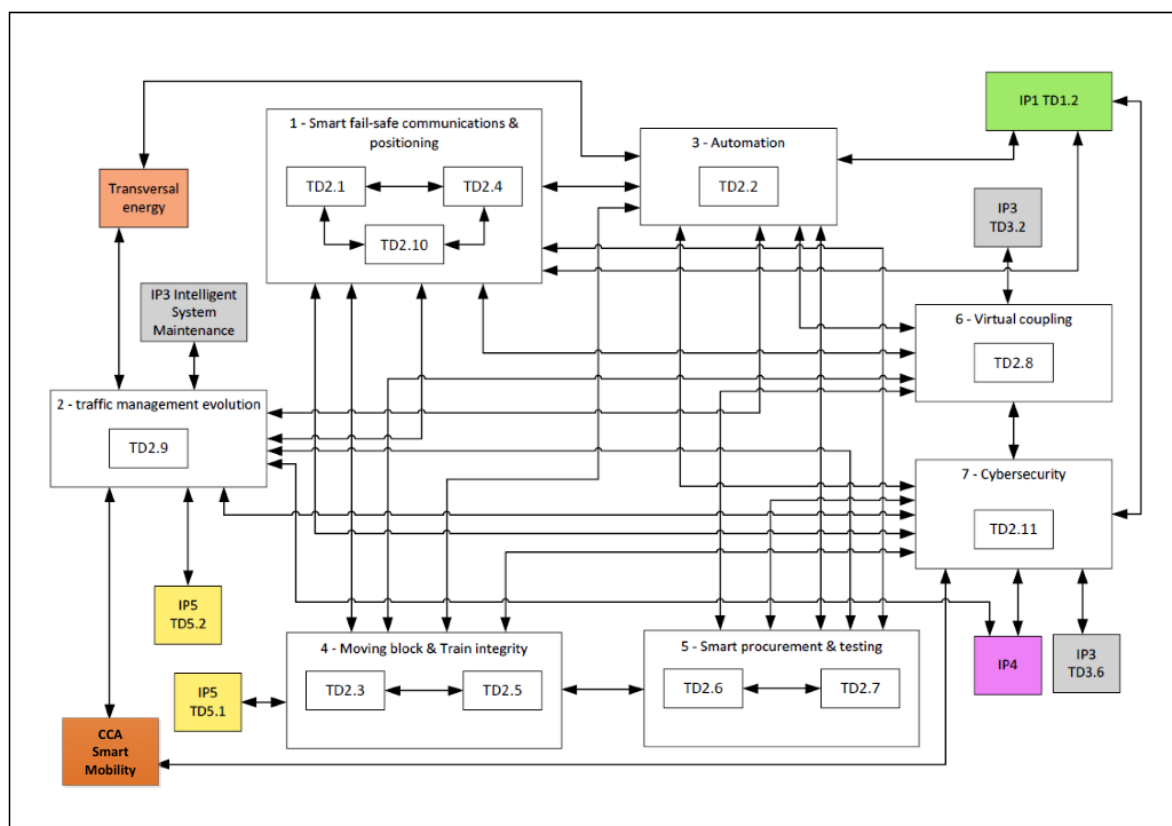 IP1 TD1.2
1 - Smart fail-safe communications &
positioning
TD2.1
TD2.4
TD2.10
3 - Automation
TD2.2
Transversal
energy
IP3
TD3.2
IP3 Intelligent
System
Maintenance
6 - Virtual coupling
TD2.8
2 - traffic management evolution
TD2.9
7 - Cybersecurity
TD2.11
IP5
TD5.2
4 - Moving block & Train integrity
TD2.3
TD2.5
5 - Smart procurement & testing
TD2.6
TD2.7
IP4
IP3
TD3.6
IP5
TD5.1
CCA
Smart
Mobility